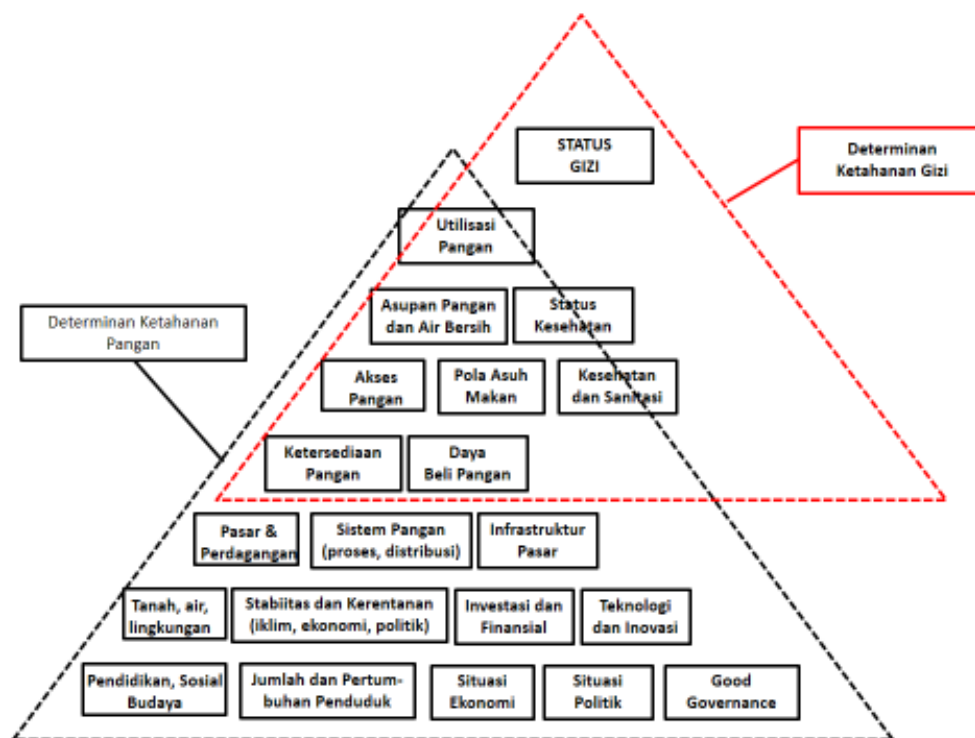 STATUS
GIZI
Determinan
Ketahanan Gizi
Utilisasi
Pangan
Asupan Pangan
dan Air Bersih
Status
Kesehatan
Determinan Ketahanan
Pangan
Akses
Pangan
Pola Asuh
Makan
Kesehatan
dan Sanitasi
Ketersediaan
Pangan
Daya
Beli Pangan
Pasar &
Perdagangan
Sistem Pangan
(proses, distribusi)
Infrastruktur
Pasar
Tanah, air,
lingkungan
Stabiitas dan Kerentanan
(iklim, ekonomi, politik)
Investasi dan
Finansial
Teknologi
dan Inovasi
Pendidikan, Sosial
Budaya
Jumlah dan Pertum-
buhan Penduduk
Situasi
Ekonomi
Situasi
Politik
Good
Governance